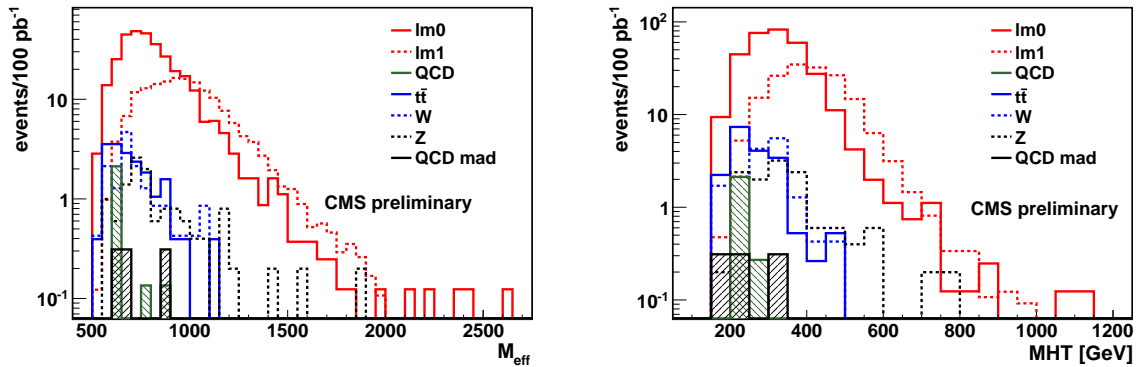 events/100 pb⁻¹
10
1
10⁻¹
500 1000 1500 2000 2500
M_eff
lm0
lm1
QCD
tt̄
W
Z
QCD mad
CMS preliminary
events/100 pb⁻¹
10²
10
1
10⁻¹
200 400 600 800 1000 1200
MHT [GeV]
lm0
lm1
QCD
tt̄
W
Z
QCD mad
CMS preliminary